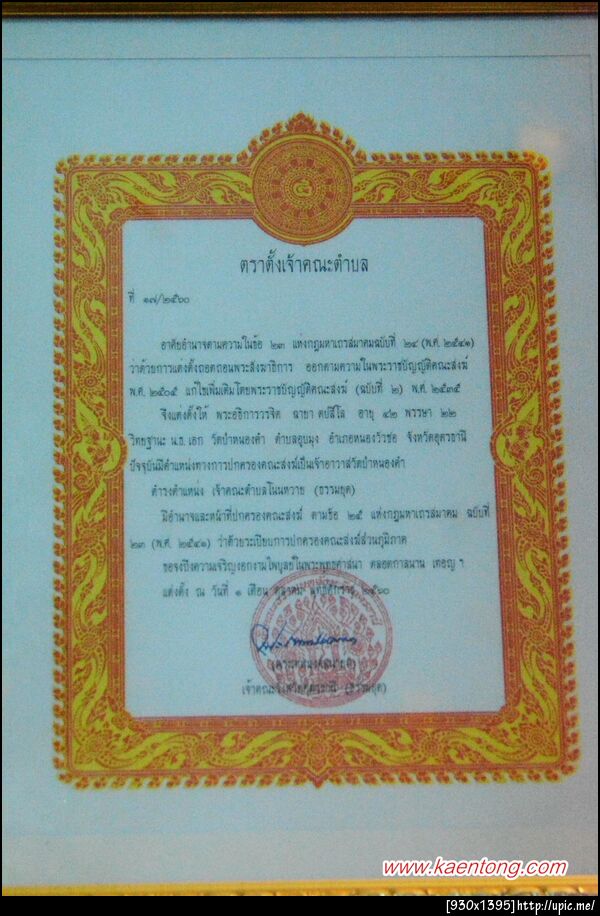 ตราตั้งเจ้าคณะตำบล
ที่ ๑๗/๒๕๖๐
อาศัยอำนาจตามความในข้อ ๒๓ แห่งกฎมหาเถรสมาคมฉบับที่ ๒๔ (พ.ศ. ๒๕๔๑)
ว่าด้วยการแต่งตั้งถอดถอนพระสังฆาธิการ ออกตามความในพระราชบัญญัติคณะสงฆ์
พ.ศ. ๒๕๐๕ แก้ไขเพิ่มเติมโดยพระราชบัญญัติคณะสงฆ์ (ฉบับที่ ๒) พ.ศ. ๒๕๓๕
จึงแต่งตั้งให้ พระอธิการวรจิต ฉายา ตปสีโล อายุ ๔๒ พรรษา ๒๒
วิทยฐานะ น.ธ. เอก วัดป่าหนองคำ ตำบลอูบมุง อำเภอหนองวัวซอ จังหวัดอุดรธานี
ปัจจุบันมีตำแหน่งทางการปกครองคณะสงฆ์เป็นเจ้าอาวาสวัดป่าหนองคำ
ดำรงตำแหน่ง เจ้าคณะตำบลโนนหวาย (ธรรมยุต)
มีอำนาจและหน้าที่ปกครองคณะสงฆ์ ตามข้อ ๒๕ แห่งกฎมหาเถรสมาคม ฉบับที่
๒๓ (พ.ศ. ๒๕๔๑) ว่าด้วยระเบียบการปกครองคณะสงฆ์ส่วนภูมิภาค
ขอจงถึงความเจริญงอกงามไพบูลย์ในพระพุทธศาสนา ตลอดกาลนาน เทอญ ฯ
แต่งตั้ง ณ วันที่ ๑ เดือน ตุลาคม พุทธศักราช ๒๕๖๐
เจ้าคณะจังหวัดอุดรธานี (ธรรมยุต)
www.kaentong.com
[930x1395]http://upic.me/